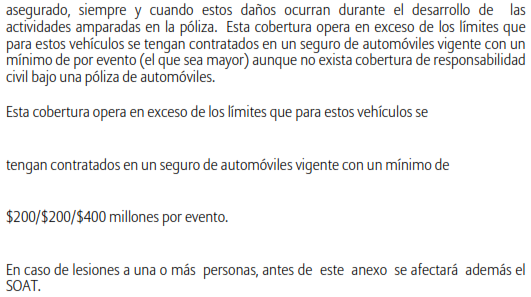 asegurado, siempre y cuando estos daños ocurran durante el desarrollo de las
actividades amparadas en la póliza. Esta cobertura opera en exceso de los límites que
para estos vehículos se tengan contratados en un seguro de automóviles vigente con un
mínimo de por evento (el que sea mayor) aunque no exista cobertura de responsabilidad
civil bajo una póliza de automóviles.
Esta cobertura opera en exceso de los límites que para estos vehículos se
tengan contratados en un seguro de automóviles vigente con un mínimo de
$200/$200/$400 millones por evento.
En caso de lesiones a una o más personas, antes de este anexo se afectará además el
SOAT.